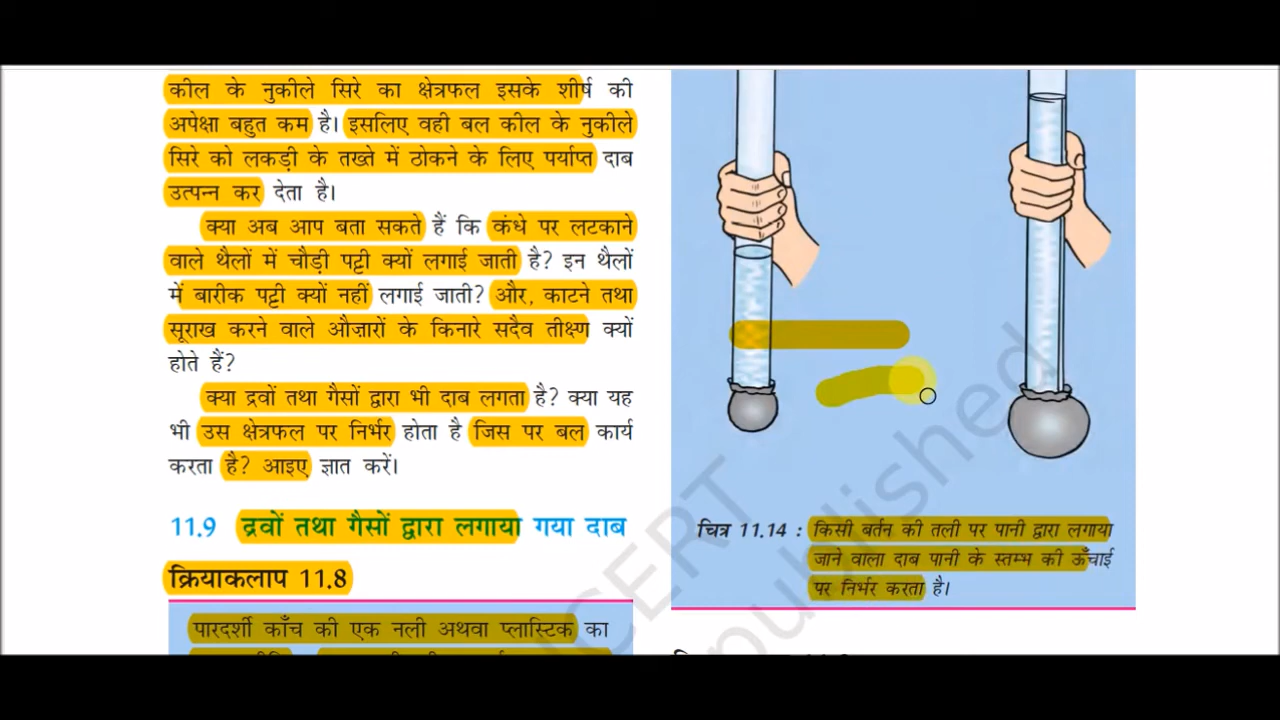 कील के नुकीले सिरे का क्षेत्रफल इसके शीर्ष की
अपेक्षा बहुत कम है। इसलिए वही बल कील के नुकीले
सिरे को लकड़ी के तख्ते में ठोकने के लिए पर्याप्त दाब
उत्पन्न कर देता है।
क्या अब आप बता सकते हैं कि कंधे पर लटकाने
वाले थैलों में चौड़ी पट्टी क्यों लगाई जाती है? इन थैलों
में बारीक पट्टी क्यों नहीं लगाई जाती? और, काटने तथा
सूराख करने वाले औज़ारों के किनारे सदैव तीक्ष्ण क्यों
होते हैं?
क्या द्रवों तथा गैसों द्वारा भी दाब लगता है? क्या यह
भी उस क्षेत्रफल पर निर्भर होता है जिस पर बल कार्य
करता है? आइए ज्ञात करें।
11.9 द्रवों तथा गैसों द्वारा लगाया गया दाब
क्रियाकलाप 11.8
पारदर्शी काँच की एक नली अथवा प्लास्टिक का
चित्र 11.14 : किसी बर्तन की तली पर पानी द्वारा लगाया
जाने वाला दाब पानी के स्तम्भ की ऊँचाई
पर निर्भर करता है।